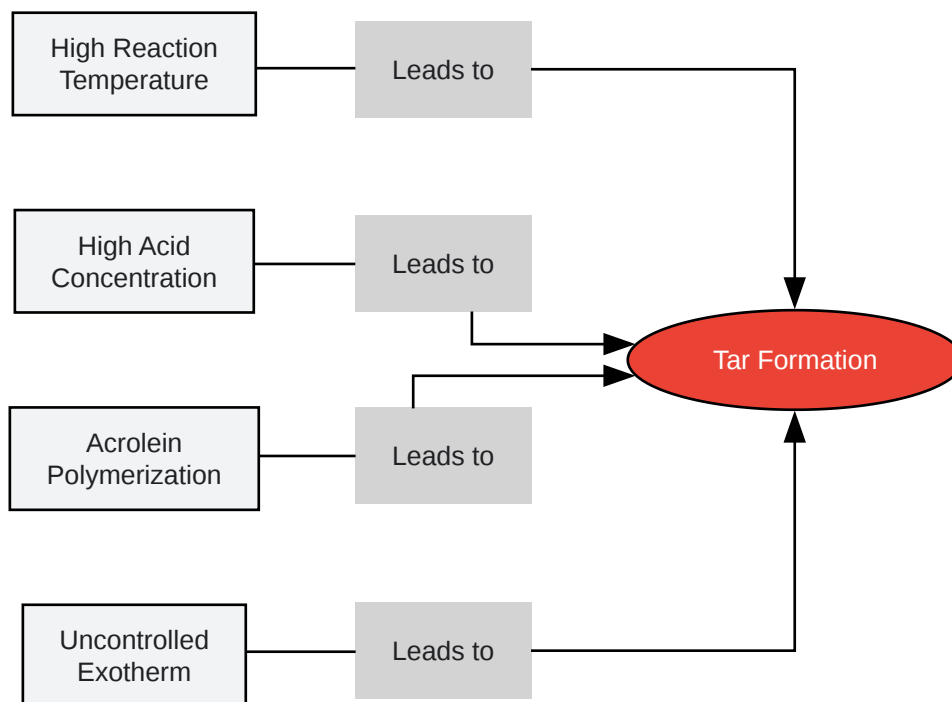 High Reaction
Temperature
Leads to
High Acid
Concentration
Leads to
Tar Formation
Acrolein
Polymerization
Leads to
Uncontrolled
Exotherm
Leads to